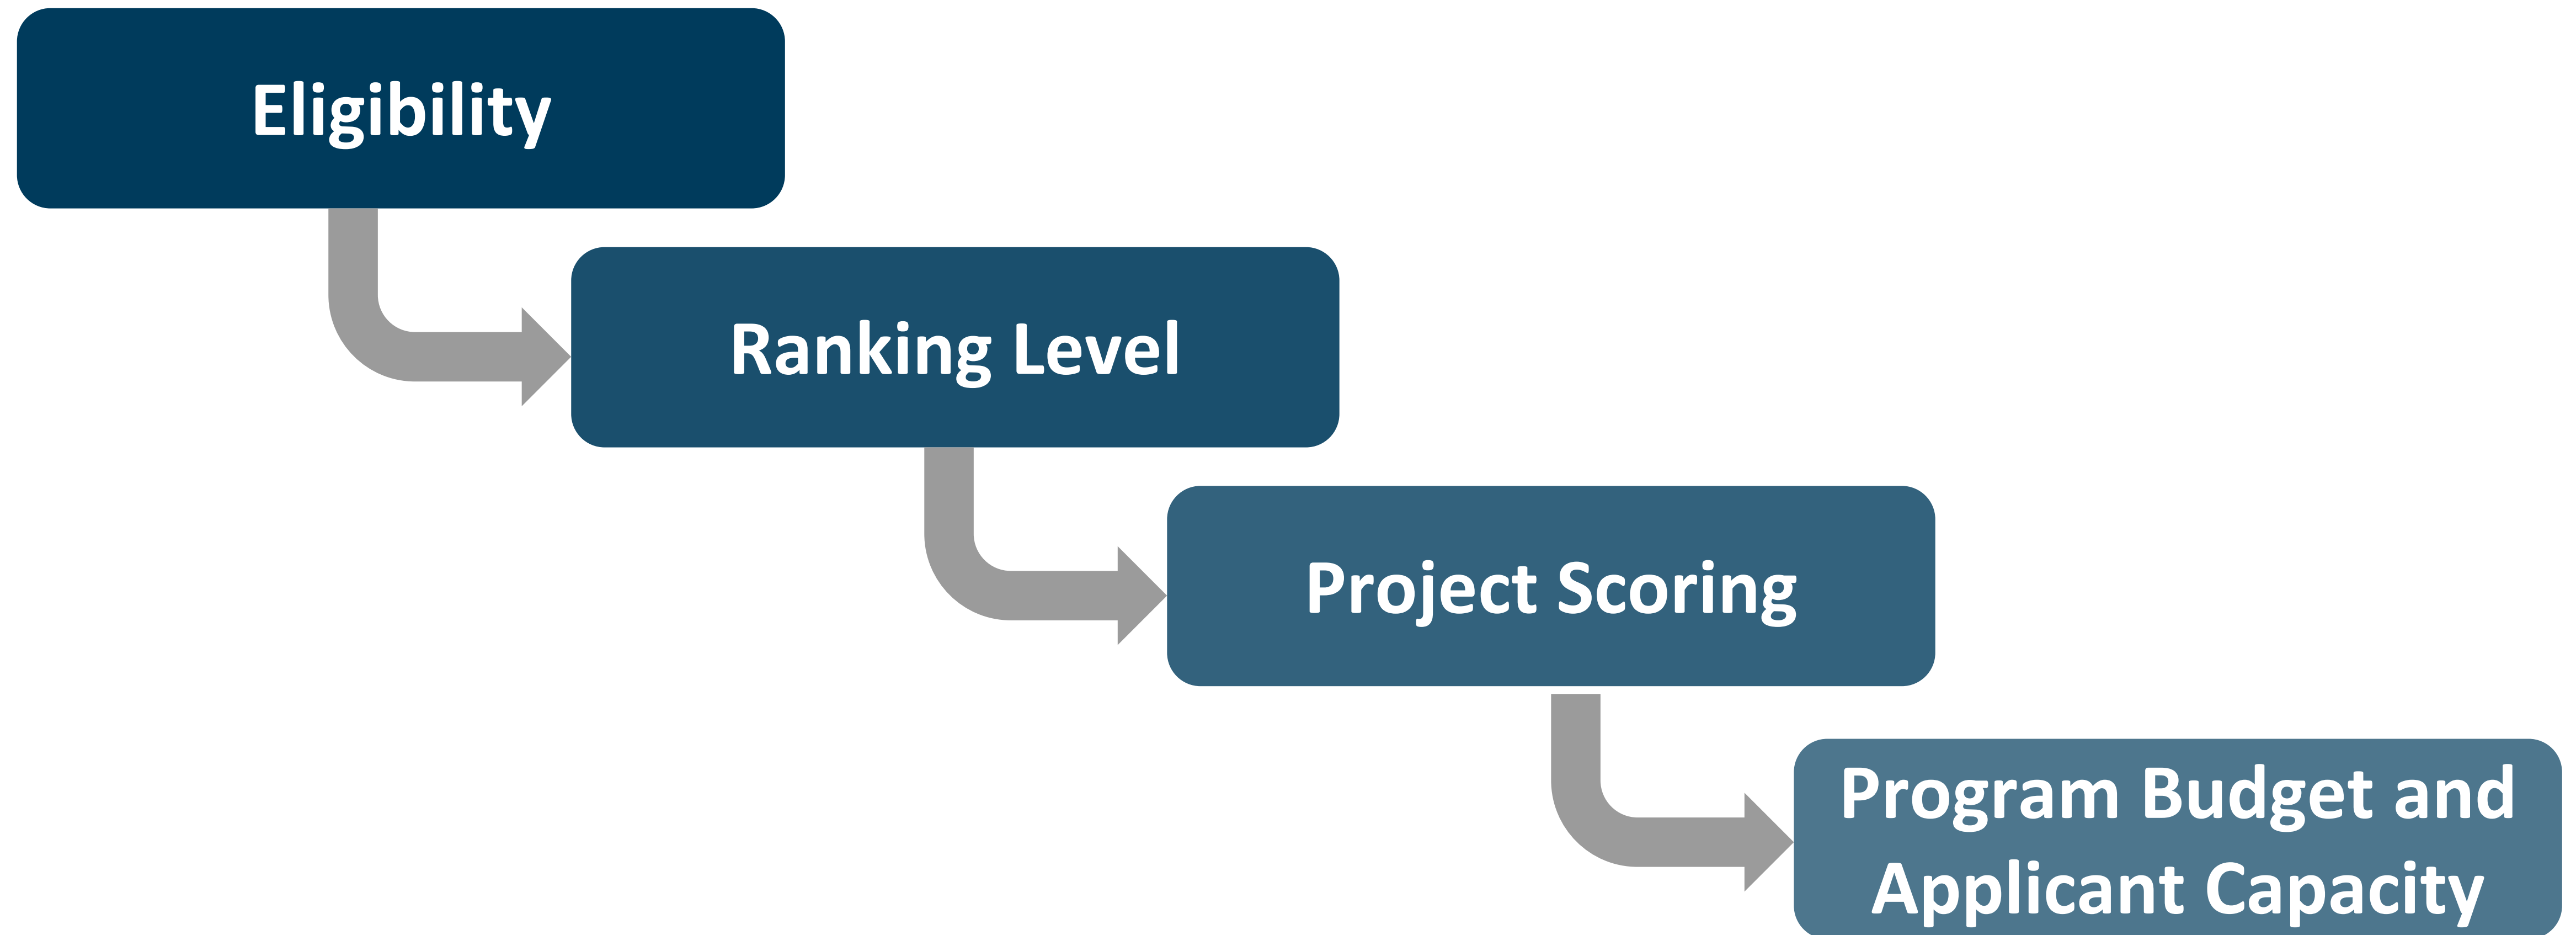 Eligibility
Ranking Level
Project Scoring
Program Budget and
Applicant Capacity